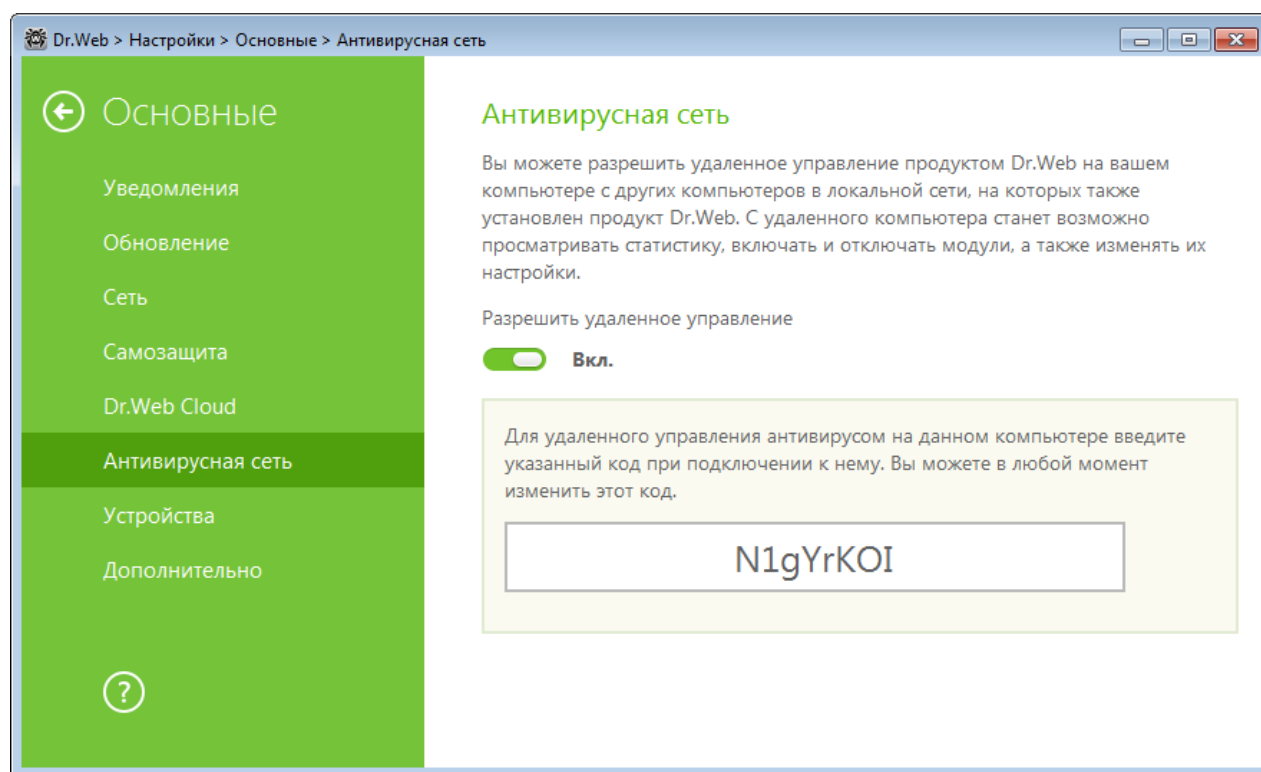 Dr.Web > Настройки > Основные > Антивирусная сеть
Основные
Уведомления
Обновление
Сеть
Самозащита
Dr.Web Cloud
Антивирусная сеть
Устройства
Дополнительно
?
Антивирусная сеть
Вы можете разрешить удаленное управление продуктом Dr.Web на вашем
компьютере с других компьютеров в локальной сети, на которых также
установлен продукт Dr.Web. С удаленного компьютера станет возможно
просматривать статистику, включать и отключать модули, а также изменять их
настройки.
Разрешить удаленное управление
Вкл.
Для удаленного управления антивирусом на данном компьютере введите
указанный код при подключении к нему. Вы можете в любой момент
изменить этот код.
N1gYrKOI